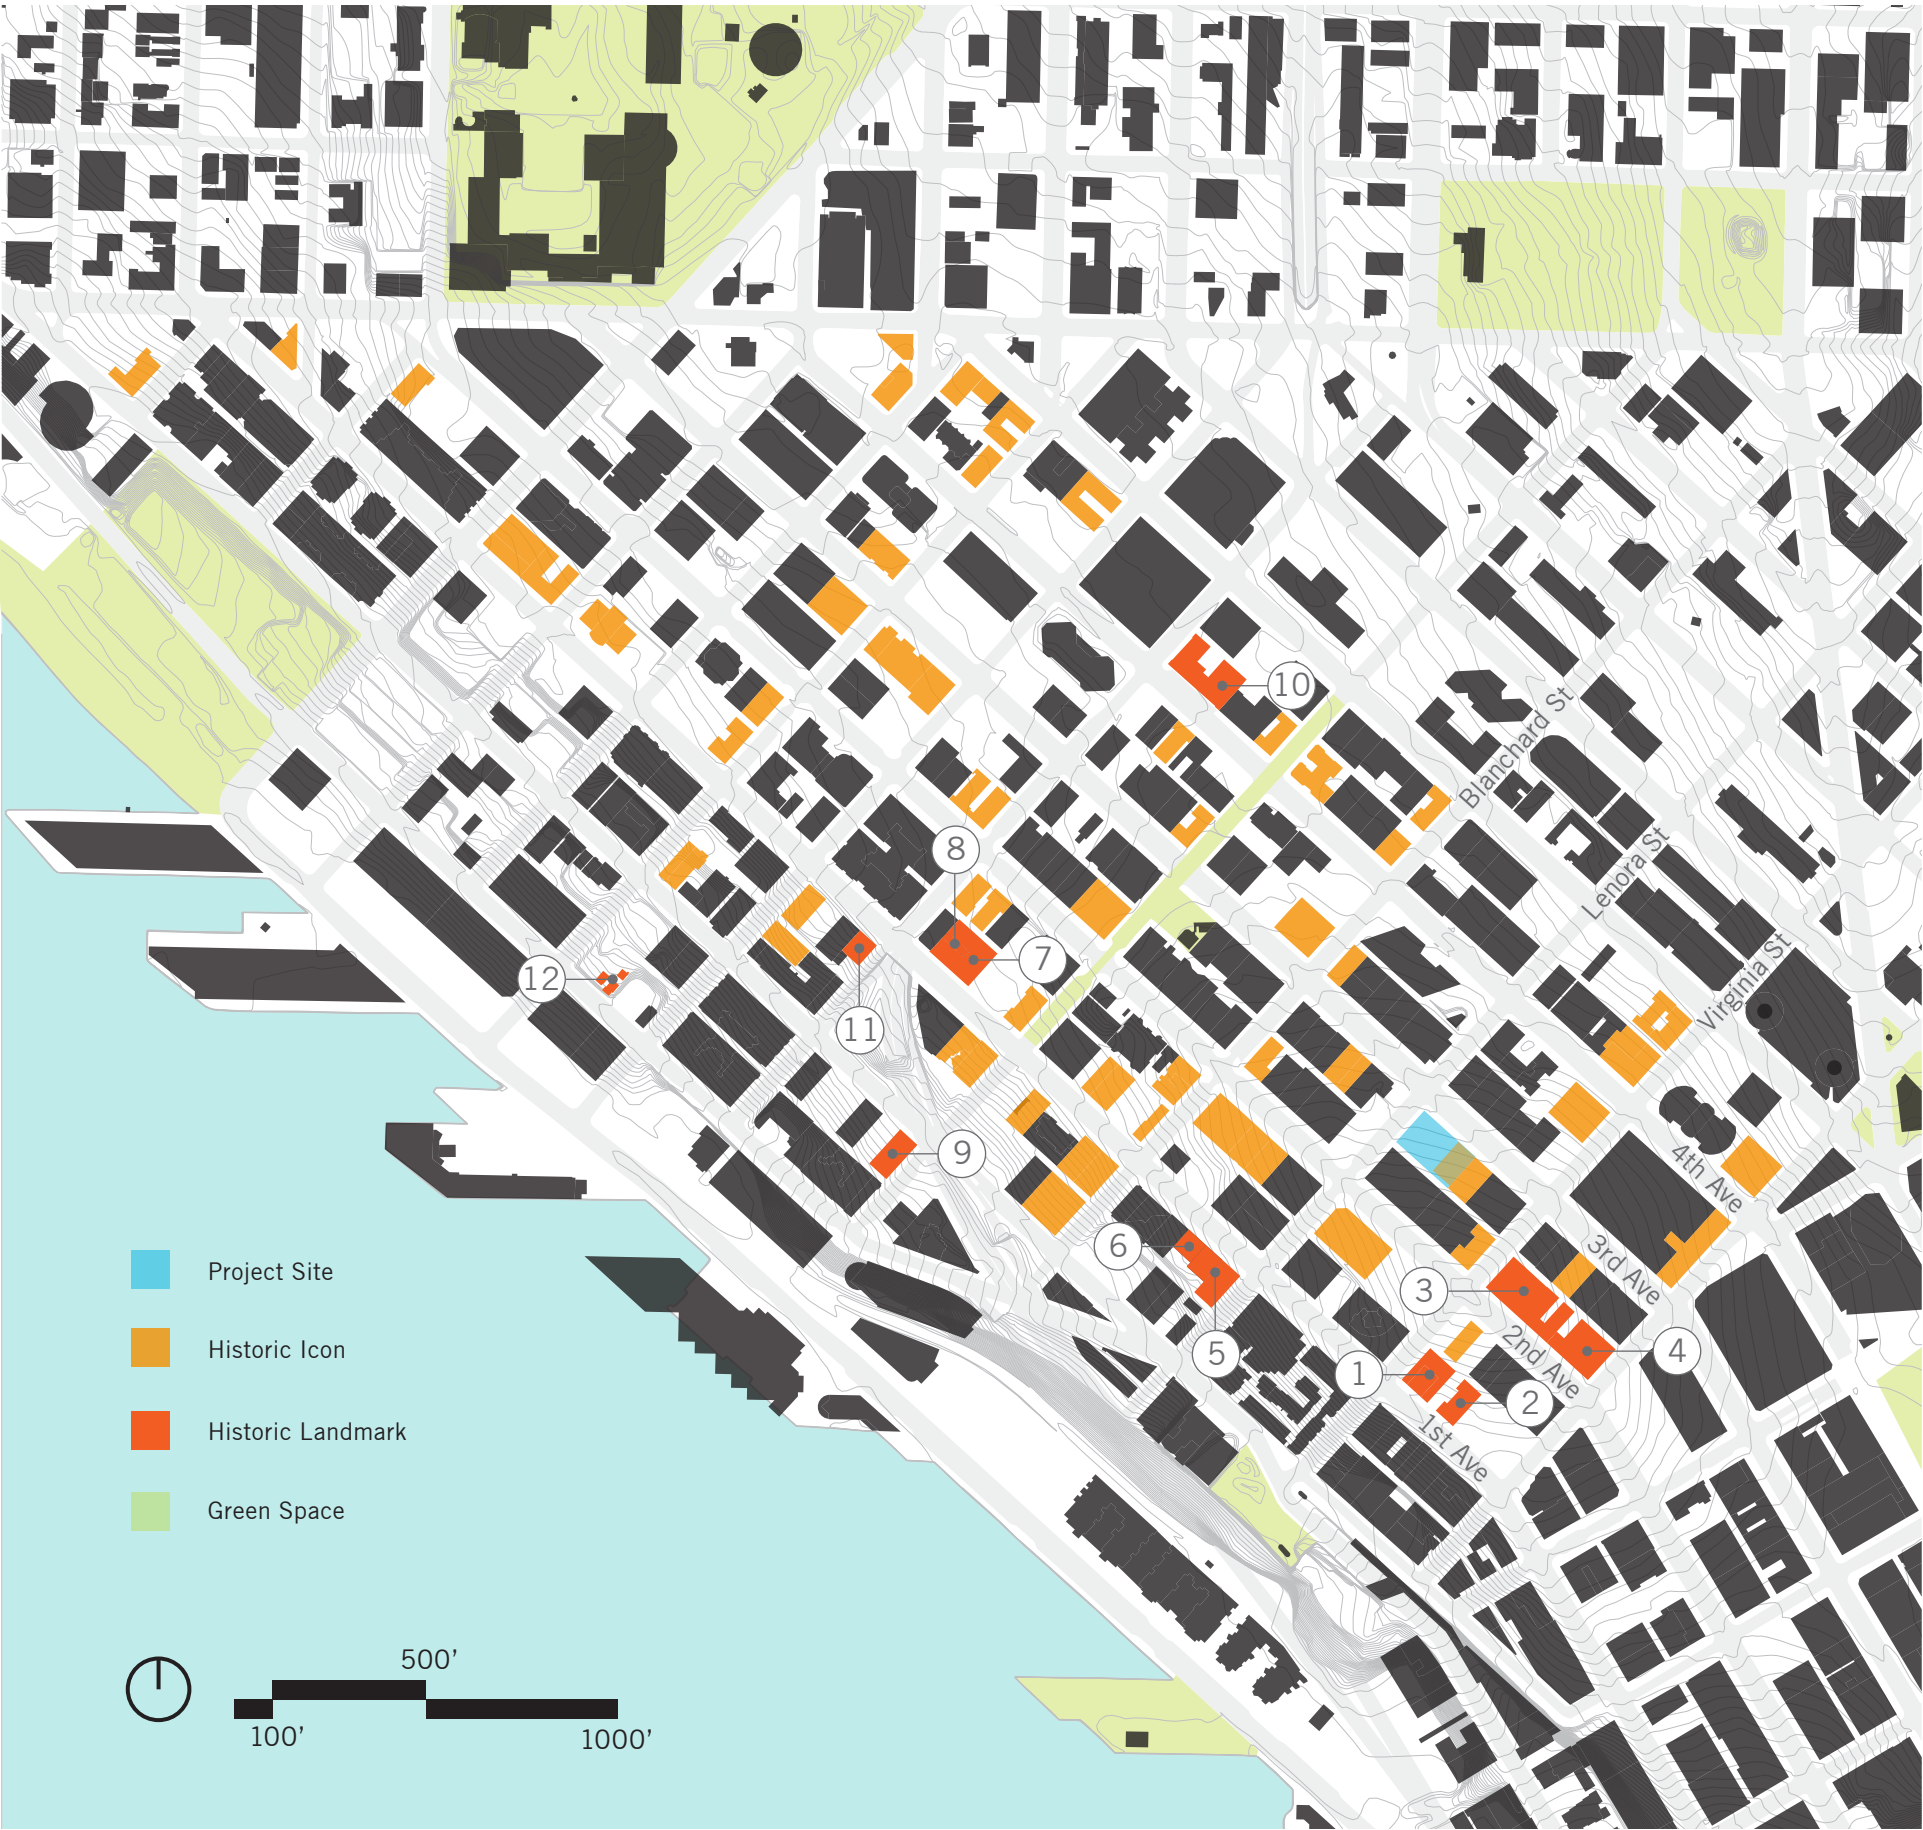 10
Blanchard St
8
Lenora St
7
12
11
Virginia St
9
4th Ave
6
3rd Ave
3
5
2nd Ave
4
1
2
1st Ave
Project Site
Historic Icon
Historic Landmark
Green Space
500’
100’
1000’